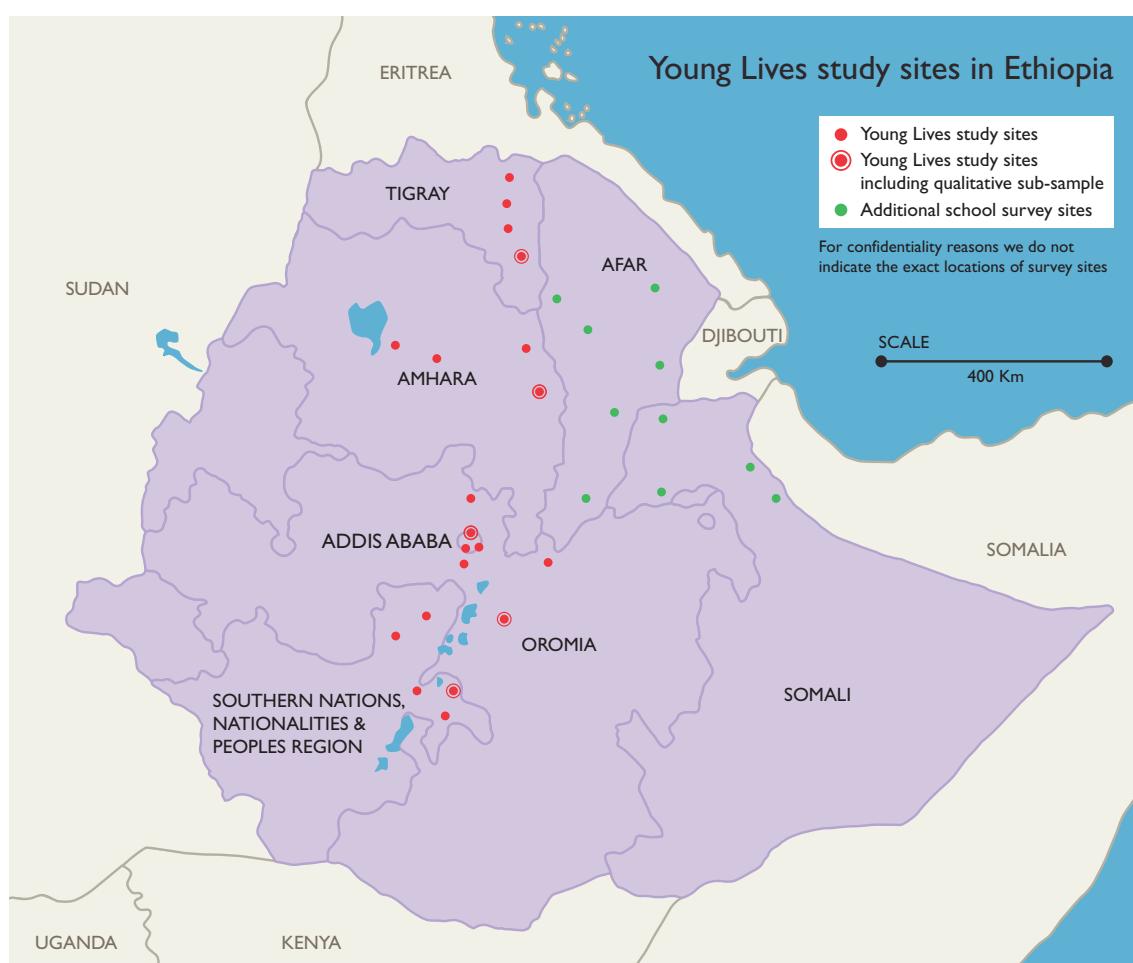 Young Lives study sites in Ethiopia
Young Lives study sites
Young Lives study sites
including qualitative sub-sample
Additional school survey sites
For confidentiality reasons we do not
indicate the exact locations of survey sites
SCALE
400 Km
ERITREA
TIGRAY
AFAR
SUDAN
DJIBOUTI
AMHARA
ADDIS ABABA
SOMALIA
OROMIA
SOMALI
SOUTHERN NATIONS,
NATIONALITIES &
PEOPLES REGION
UGANDA
KENYA